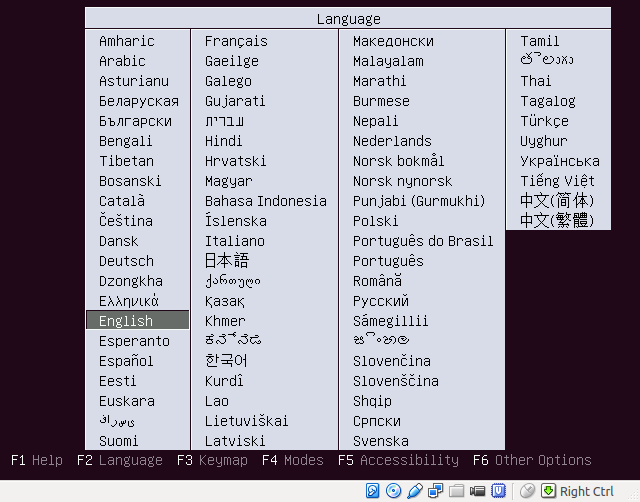 Language
Amharic
Arabic
Asturianu
Беларуская
Български
Bengali
Tibetan
Bosanski
Català
Čeština
Dansk
Deutsch
Dzongkha
Ελληνικά
English
Esperanto
Español
Eesti
Euskara
فارسی
Suomi
Français
Gaeilge
Galego
Gujarati
עברית
Hindi
Hrvatski
Magyar
Bahasa Indonesia
Íslenska
Italiano
日本語
ქართული
Қазақ
Khmer
ಕನ್ನಡ
한국어
Kurdî
Lao
Lietuviškai
Latviski
Македонски
Malayalam
Marathi
Burmese
Nepali
Nederlands
Norsk bokmål
Norsk nynorsk
Punjabi (Gurmukhi)
Polski
Português do Brasil
Português
Română
Русский
Sámegillii
සිංහල
Slovenčina
Slovenščina
Shqip
Српски
Svenska
Tamil
తెలుగు
Thai
Tagalog
Türkçe
Uyghur
Українська
Tiếng Việt
中文(简体)
中文(繁體)
F1 Help F2 Language F3 Keymap F4 Modes F5 Accessibility F6 Other Options
Right Ctrl